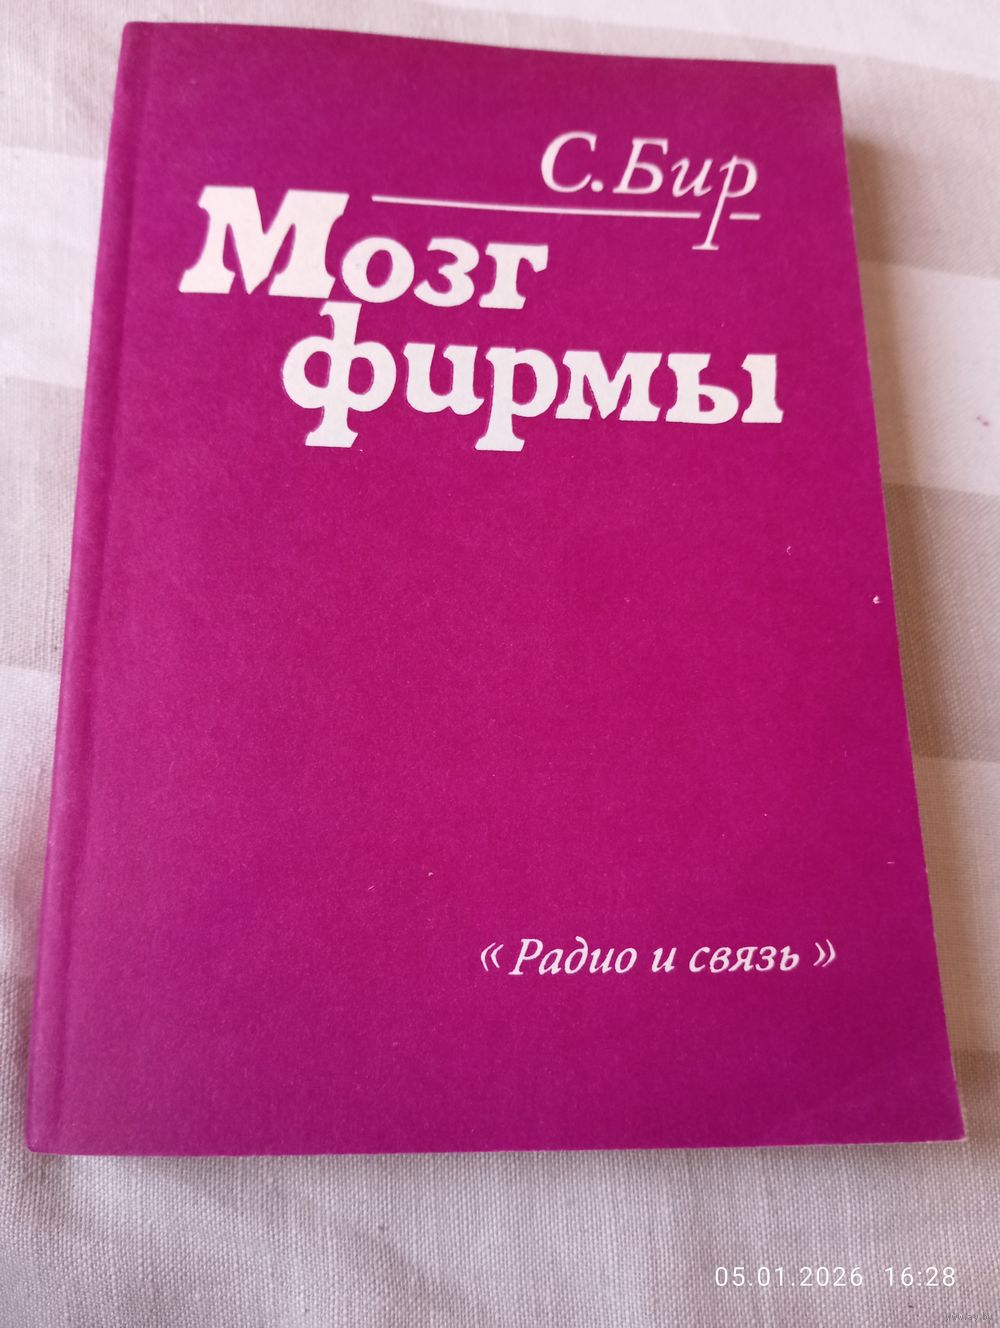 С. Бир
Мозг
фирмы
«Радио и связь»
05.01.2026 16:28